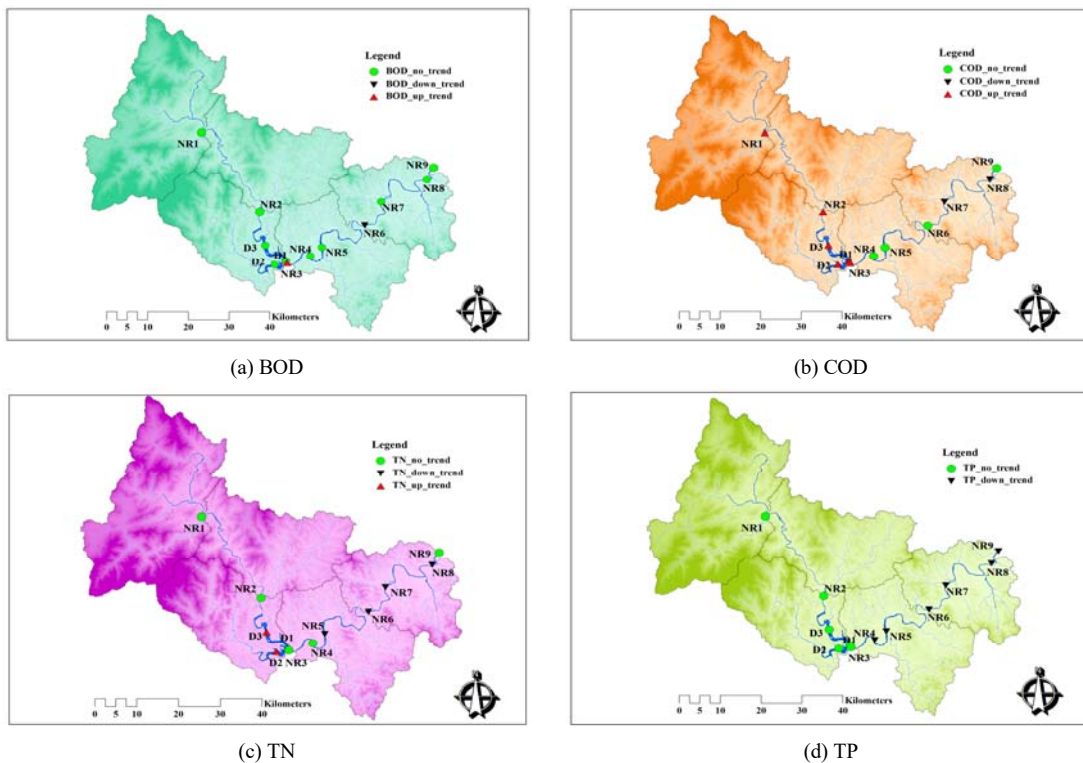 Legend
BOD_no_trend
BOD_down_trend
BOD_up_trend
NR1
NR9
NR8
NR7
NR2
NR6
D3
D1
NR4
NR5
D2
NR3
Kilometers
0 5 10 20 30 40
(a) BOD
Legend
COD_no_trend
COD_down_trend
COD_up_trend
NR1
NR9
NR8
NR7
NR2
NR6
D3
D1
NR4
NR5
D2
NR3
Kilometers
0 5 10 20 30 40
(b) COD
Legend
TN_no_trend
TN_down_trend
TN_up_trend
NR1
NR9
NR8
NR7
NR2
NR6
NR5
D3
D1
NR4
D2
NR3
Kilometers
0 5 10 20 30 40
(c) TN
Legend
TP_no_trend
TP_down_trend
NR1
NR9
NR8
NR7
NR2
NR6
D3
D1
NR4
NR5
D2
NR3
Kilometers
0 5 10 20 30 40
(d) TP